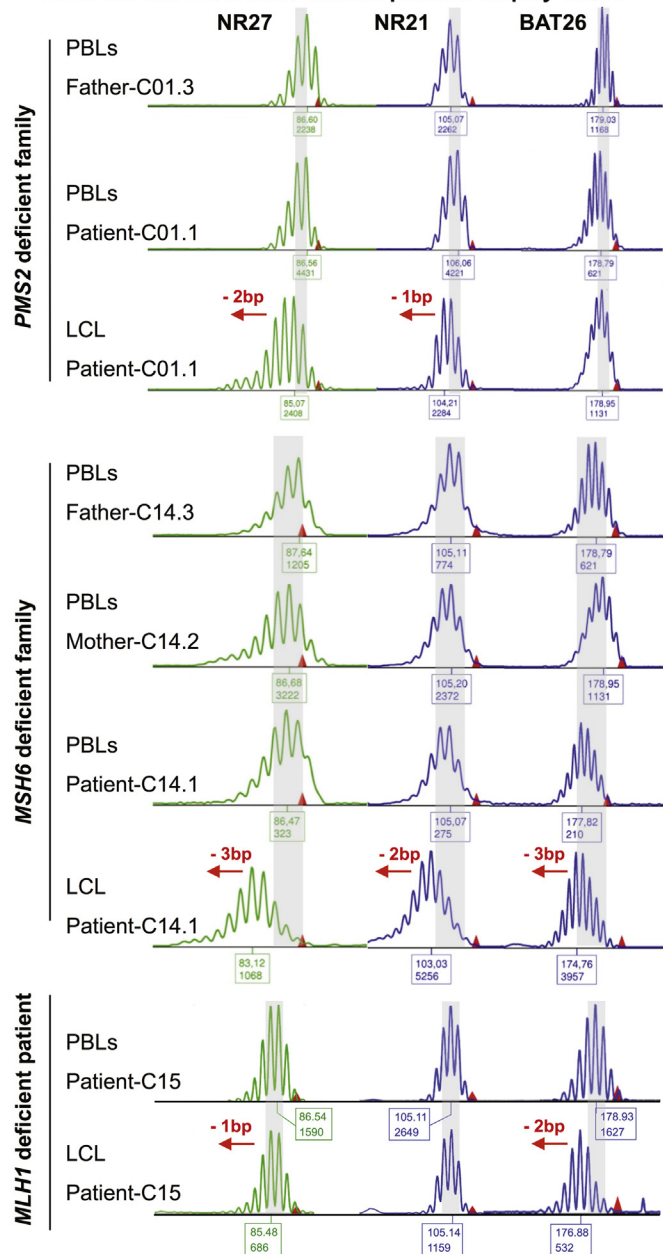 NR27 NR21 BAT26
PMS2 deficient family
PBLs
Father-C01.3
86,60 105,07 179,03
2238 2262 1168
PBLs
Patient-C01.1
86,56 106,06 178,79
4431 4221 621
- 2bp - 1bp
LCL
Patient-C01.1
85,07 104,21 178,95
2408 2284 1131
MSH6 deficient family
PBLs
Father-C14.3
87,64 105,11 178,79
1205 774 621
PBLs
Mother-C14.2
86,68 105,20 178,95
3222 2372 1131
PBLs
Patient-C14.1
86,47 105,07 177,82
323 275 210
- 3bp - 2bp - 3bp
LCL
Patient-C14.1
83,12 103,03 174,76
1068 5256 3957
MLH1 deficient patient
PBLs
Patient-C15
86.54 105.11 178.93
1590 2649 1627
- 1bp - 2bp
LCL
Patient-C15
85.48 105.14 176.88
686 1159 532